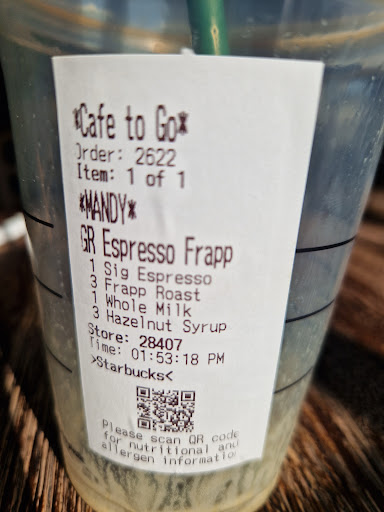 *Cafe to Go*
Order: 2622
Item: 1 of 1
*MANDY*
GR Espresso Frapp
1 Sig Espresso
3 Frapp Roast
1 Whole Milk
3 Hazelnut Syrup
Store: 28407
Time: 01:53:18 PM
>Starbucks<
Please scan QR code
for nutritional and
allergen information